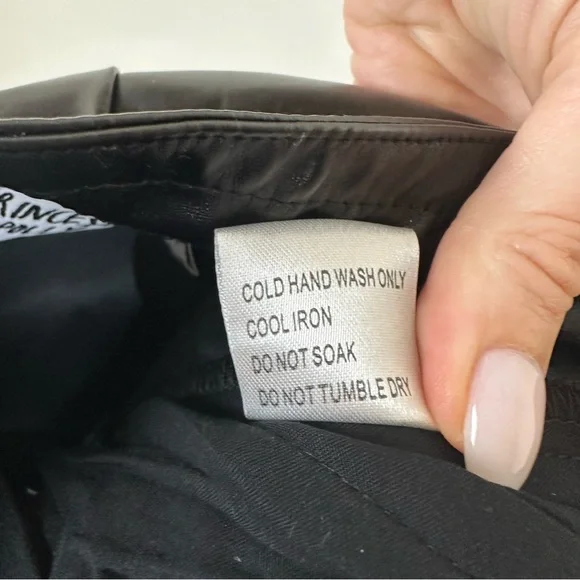 COLD HAND WASH ONLY
COOL IRON
DO NOT SOAK
DO NOT TUMBLE DRY